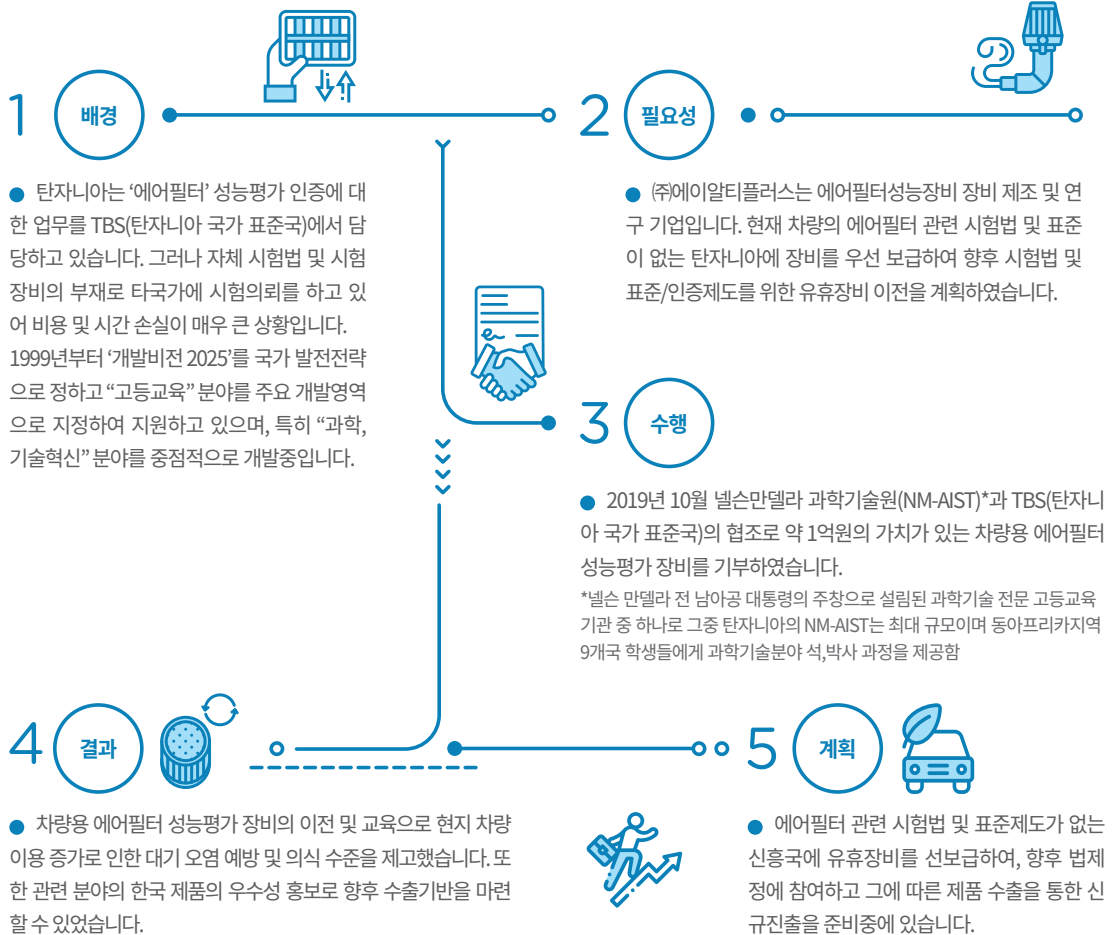 1 배경
● 탄자니아는 ‘에어필터’ 성능평가 인증에 대
한 업무를 TBS(탄자니아 국가 표준국)에서 담
당하고 있습니다. 그러나 자체 시험법 및 시험
장비의 부재로 타국가에 시험의뢰를 하고 있
어 비용 및 시간 손실이 매우 큰 상황입니다.
1999년부터 ‘개발비전 2025’를 국가 발전전략
으로 정하고 “고등교육” 분야를 주요 개발영역
으로 지정하여 지원하고 있으며, 특히 “과학,
기술혁신” 분야를 중점적으로 개발중입니다.
2 필요성
● ㈜에이알티플러스는 에어필터성능장비 장비 제조 및 연
구 기업입니다. 현재 차량의 에어필터 관련 시험법 및 표준
이 없는 탄자니아에 장비를 우선 보급하여 향후 시험법 및
표준/인증제도를 위한 유휴장비 이전을 계획하였습니다.
3 수행
● 2019년 10월 넬슨만델라 과학기술원(NM-AIST)*과 TBS(탄자니
아 국가 표준국)의 협조로 약 1억원의 가치가 있는 차량용 에어필터
성능평가 장비를 기부하였습니다.
*넬슨 만델라 전 남아공 대통령의 주창으로 설립된 과학기술 전문 고등교육
기관 중 하나로 그중 탄자니아의 NM-AIST는 최대 규모이며 동아프리카지역
9개국 학생들에게 과학기술분야 석,박사 과정을 제공함
4 결과
● 차량용 에어필터 성능평가 장비의 이전 및 교육으로 현지 차량
이용 증가로 인한 대기 오염 예방 및 의식 수준을 제고했습니다. 또
한 관련 분야의 한국 제품의 우수성 홍보로 향후 수출기반을 마련
할 수 있었습니다.
5 계획
● 에어필터 관련 시험법 및 표준제도가 없는
신흥국에 유휴장비를 선보급하여, 향후 법제
정에 참여하고 그에 따른 제품 수출을 통한 신
규진출을 준비중에 있습니다.